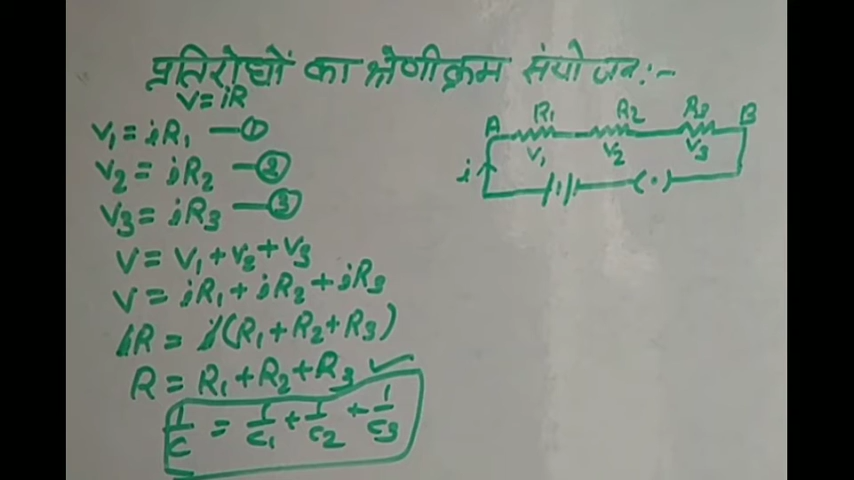 प्रतिरोधों का श्रेणीक्रम संयोजन:-
V=iR
V₁ = iR₁ —①
V₂ = iR₂ —②
V₃ = iR₃ —③
V = V₁ + V₂ + V₃
V = iR₁ + iR₂ + iR₃
iR = i(R₁ + R₂ + R₃)
R = R₁ + R₂ + R₃ ✓
1/C = 1/C₁ + 1/C₂ + 1/C₃
A R₁ R₂ R₃ B
V₁ V₂ V₃
i